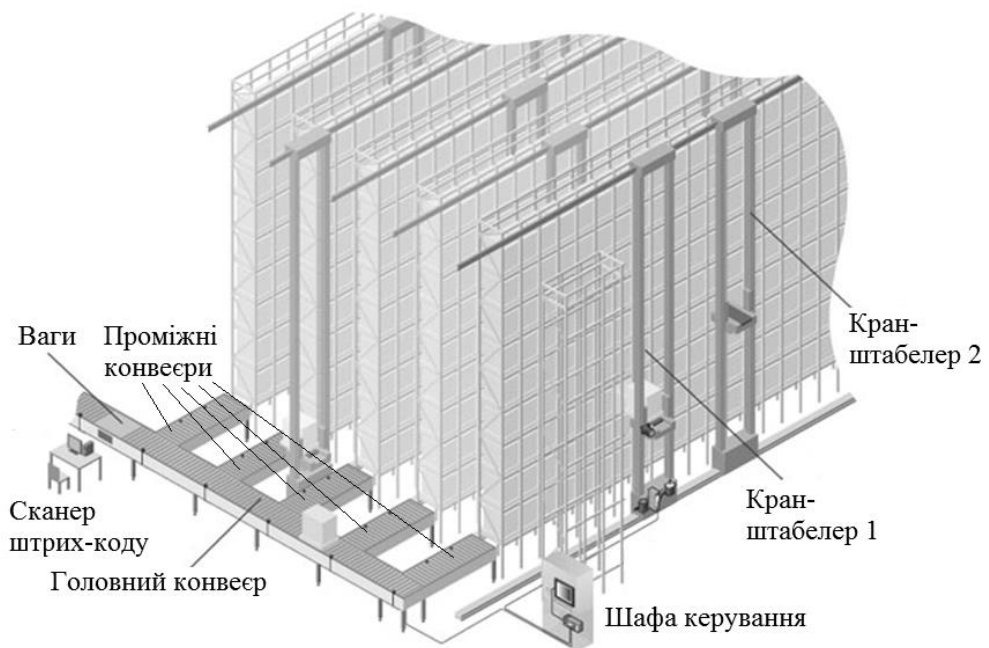 Ваги
Проміжні
конвеєри
Кран-
штабелер 2
Сканер
штрих-коду
Кран-
штабелер 1
Головний конвеєр
Шафа керування